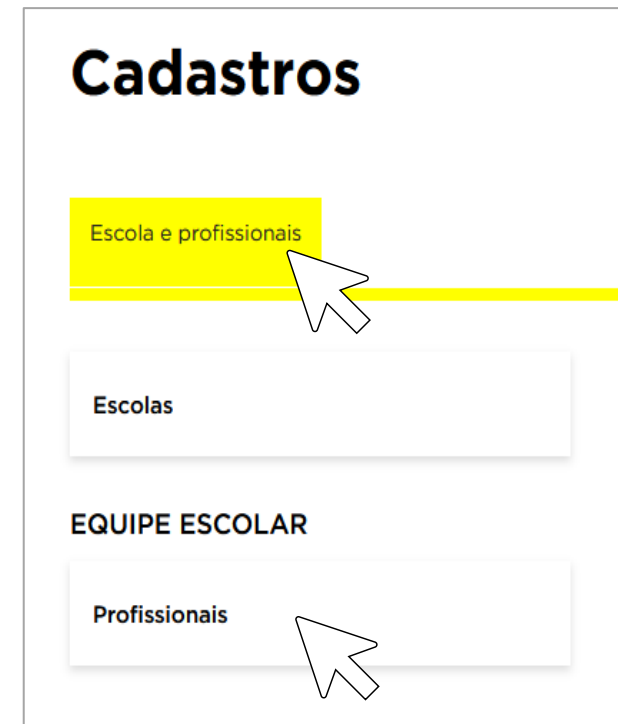 Cadastros
Escola e profissionais
Escolas
EQUIPE ESCOLAR
Profissionais